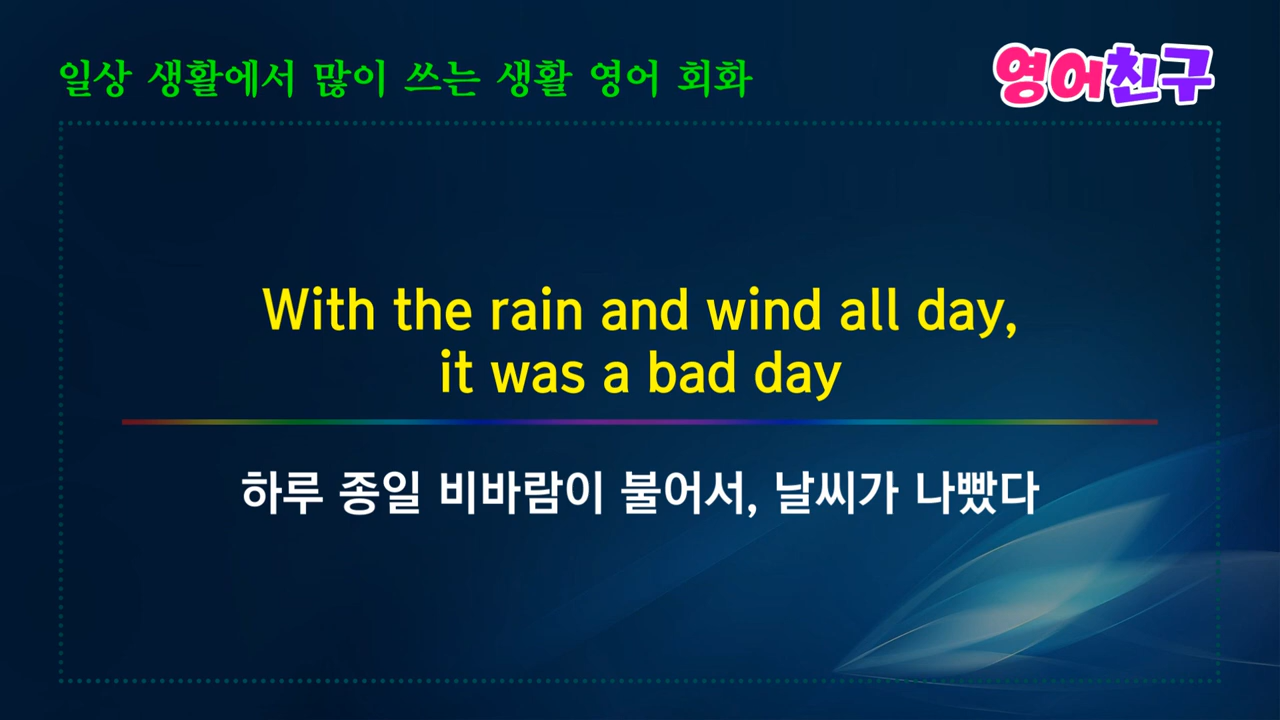 일상 생활에서 많이 쓰는 생활 영어 회화
영어친구
With the rain and wind all day,
it was a bad day
하루 종일 비바람이 불어서, 날씨가 나빴다